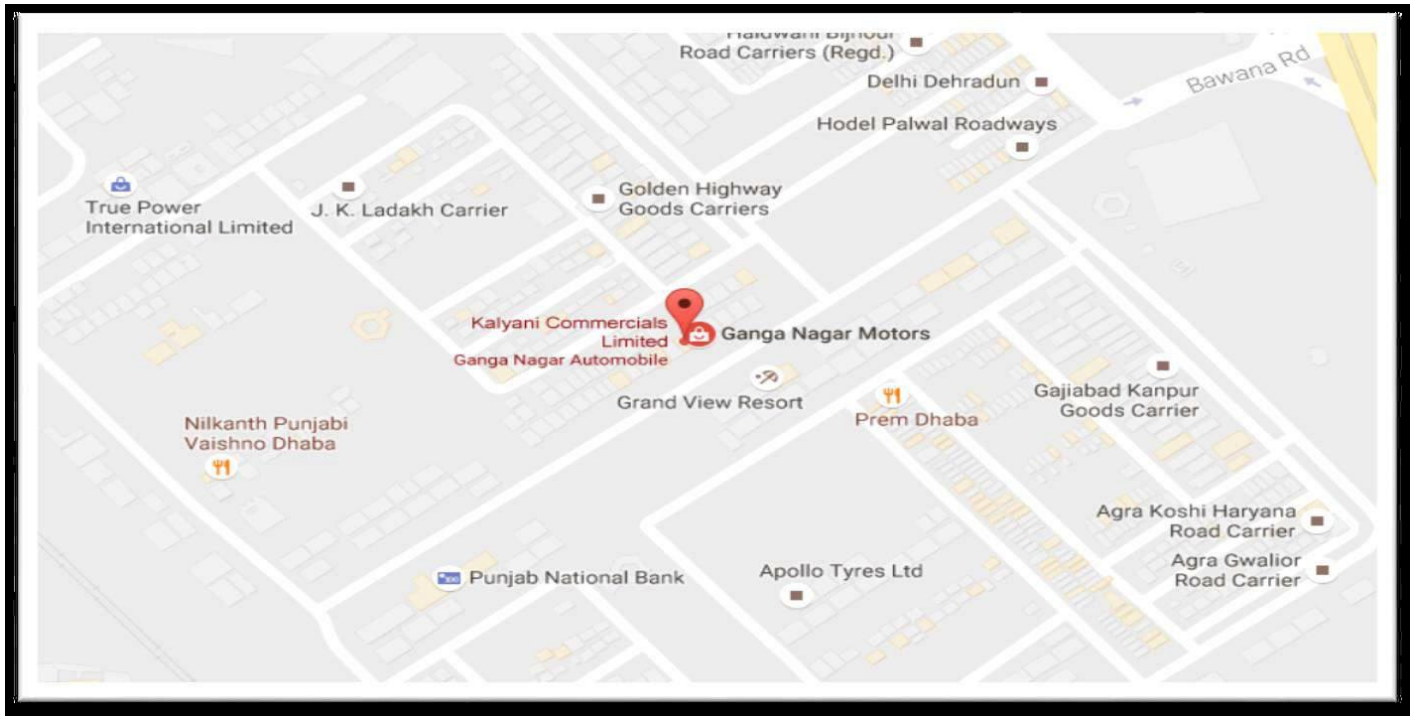 Haldwani Bijnour
Road Carriers (Regd.)
Delhi Dehradun
Bawana Rd
Hodel Palwal Roadways
True Power
International Limited
J. K. Ladakh Carrier
Golden Highway
Goods Carriers
Kalyani Commercials
Limited
Ganga Nagar Automobile
Ganga Nagar Motors
Grand View Resort
Prem Dhaba
Gajiabad Kanpur
Goods Carrier
Nilkanth Punjabi
Vaishno Dhaba
Agra Koshi Haryana
Road Carrier
Agra Gwalior
Road Carrier
Punjab National Bank
Apollo Tyres Ltd